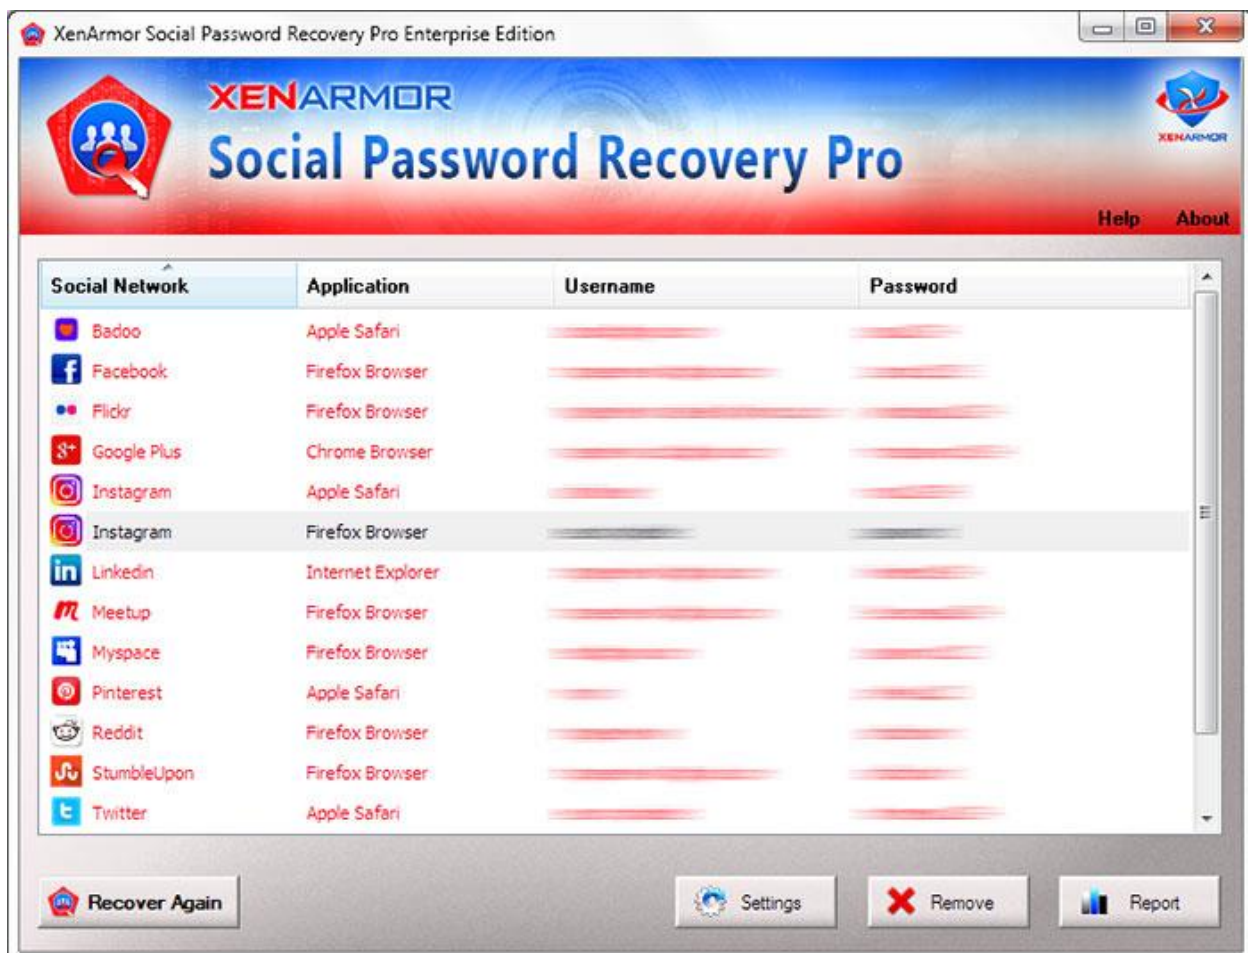 XenArmor Social Password Recovery Pro Enterprise Edition
XENARMOR
Social Password Recovery Pro
XENARMOR
Help About
Social Network Application Username Password
Badoo Apple Safari
Facebook Firefox Browser
Flickr Firefox Browser
Google Plus Chrome Browser
Instagram Apple Safari
Instagram Firefox Browser
Linkedin Internet Explorer
Meetup Firefox Browser
Myspace Firefox Browser
Pinterest Apple Safari
Reddit Firefox Browser
StumbleUpon Firefox Browser
Twitter Apple Safari
Recover Again Settings Remove Report